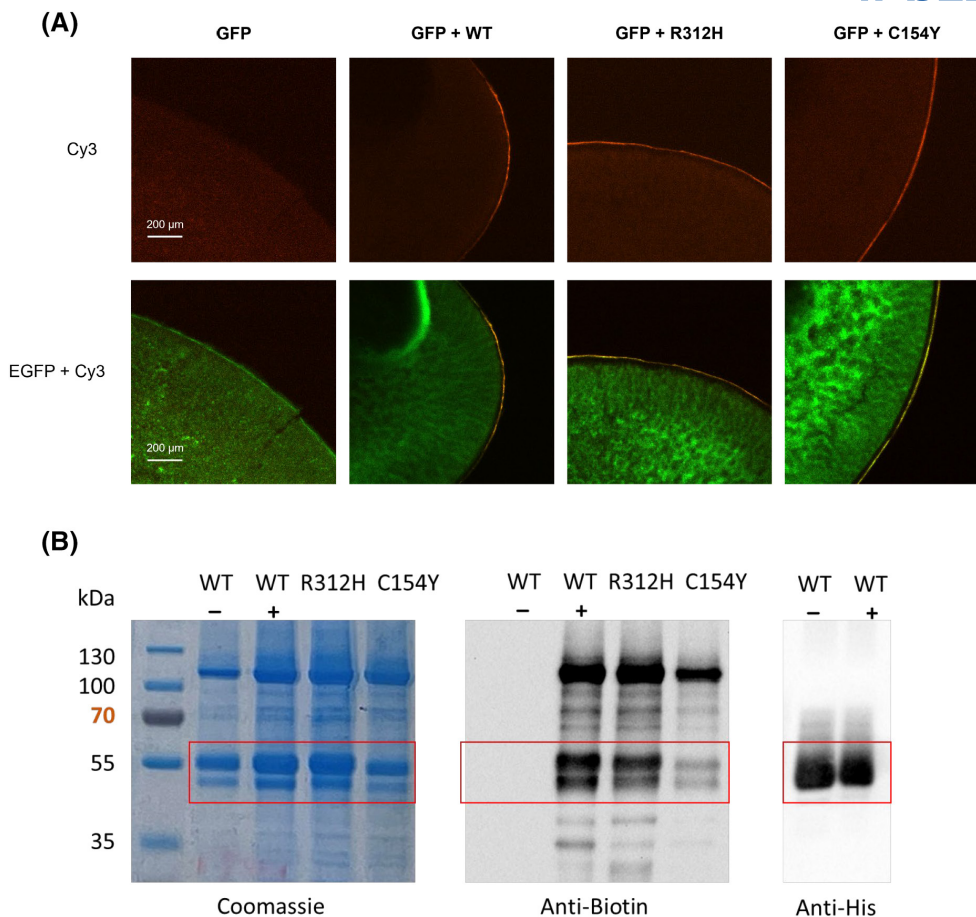 (A)
GFP GFP + WT GFP + R312H GFP + C154Y
Cy3
200 µm
EGFP + Cy3
200 µm
(B)
WT WT R312H C154Y WT WT R312H C154Y WT WT
kDa
– + – + – +
130
100
70
55
35
Coomassie Anti-Biotin Anti-His